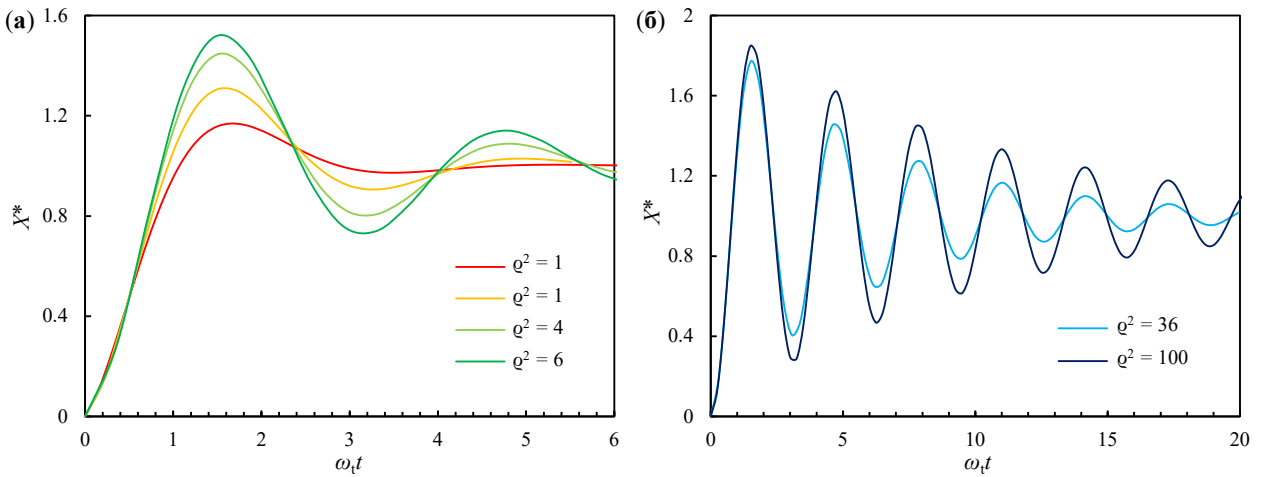 (а)
1.6
1.2
0.8
0.4
0
X*
0 1 2 3 4 5 6
ωₜt
ϱ² = 1
ϱ² = 1
ϱ² = 4
ϱ² = 6
(б)
2
1.6
1.2
0.8
0.4
0
X*
0 5 10 15 20
ωₜt
ϱ² = 36
ϱ² = 100